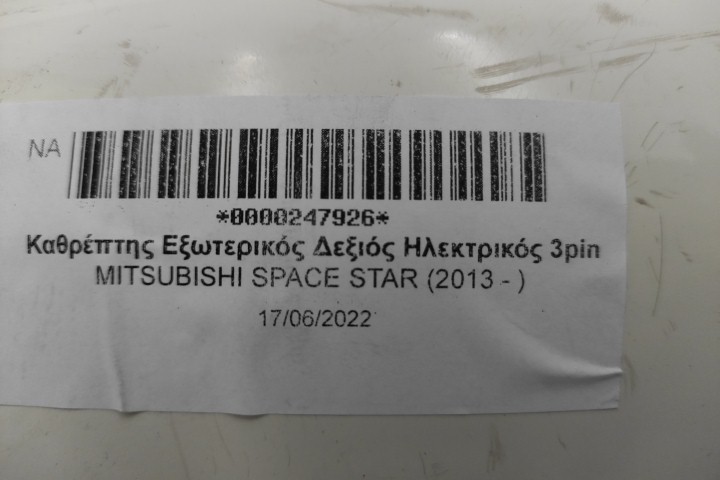 NA
*0000247926*
Καθρέπτης Εξωτερικός Δεξιός Ηλεκτρικός 3pin
MITSUBISHI SPACE STAR (2013 - )
17/06/2022